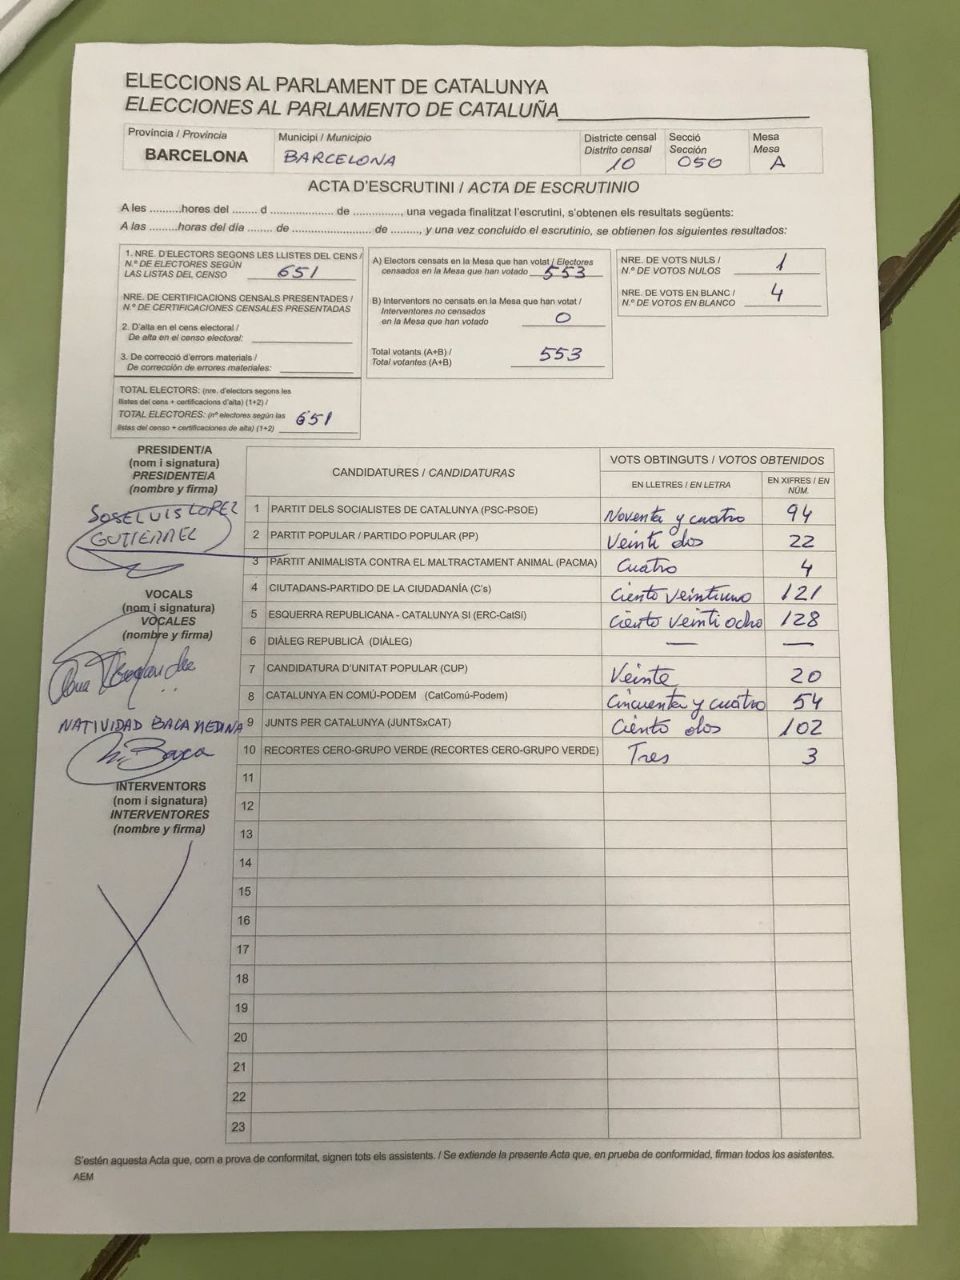 ELECCIONS AL PARLAMENT DE CATALUNYA
ELECCIONES AL PARLAMENTO DE CATALUÑA
Província / Provincia
BARCELONA
Municipi / Municipio
BARCELONA
Districte censal
Distrito censal
10
Secció
Sección
050
Mesa
Mesa
A
ACTA D'ESCRUTINI / ACTA DE ESCRUTINIO
A les ..........hores del ........ d .................... de ..............., una vegada finalitzat l'escrutini, s'obtenen els resultats següents:
A las .........horas del día ........ de ......................... de ........., y una vez concluido el escrutinio, se obtienen los siguientes resultados:
1. NRE. D'ELECTORS SEGONS LES LLISTES DEL CENS /
N.º DE ELECTORES SEGÚN
LAS LISTAS DEL CENSO 651
NRE. DE CERTIFICACIONS CENSALS PRESENTADES /
N.º DE CERTIFICACIONES CENSALES PRESENTADAS
2. D'alta en el cens electoral /
De alta en el censo electoral:
3. De correcció d'errors materials /
De corrección de errores materiales:
TOTAL ELECTORS: (nre. d'electors segons les
llistes del cens + certificacions d'alta) (1+2) /
TOTAL ELECTORES: (nº electores según las
listas del censo + certificaciones de alta) (1+2) 651
A) Electors censats en la Mesa que han votat / Electores
censados en la Mesa que han votado 553
B) Interventors no censats en la Mesa que han votat /
Interventores no censados
en la Mesa que han votado 0
Total votants (A+B) /
Total votantes (A+B) 553
NRE. DE VOTS NULS /
N.º DE VOTOS NULOS 1
NRE. DE VOTS EN BLANC /
N.º DE VOTOS EN BLANCO 4
PRESIDENT/A
(nom i signatura)
PRESIDENTE/A
(nombre y firma)
JOSE LUIS LOPEZ
GUTIERREZ
VOCALS
(nom i signatura)
VOCALES
(nombre y firma)
NATIVIDAD BACA MEDINA
N. Baca
INTERVENTORS
(nom i signatura)
INTERVENTORES
(nombre y firma)
CANDIDATURES / CANDIDATURAS
VOTS OBTINGUTS / VOTOS OBTENIDOS
EN LLETRES / EN LETRA
EN XIFRES / EN NÚM.
1 PARTIT DELS SOCIALISTES DE CATALUNYA (PSC-PSOE) Noventa y cuatro 94
2 PARTIT POPULAR / PARTIDO POPULAR (PP) Veinti dos 22
3 PARTIT ANIMALISTA CONTRA EL MALTRACTAMENT ANIMAL (PACMA) Cuatro 4
4 CIUTADANS-PARTIDO DE LA CIUDADANÍA (C's) Ciento veintiuno 121
5 ESQUERRA REPUBLICANA - CATALUNYA SI (ERC-CatSí) Ciento veinti ocho 128
6 DIÀLEG REPUBLICÀ (DIÀLEG) — —
7 CANDIDATURA D'UNITAT POPULAR (CUP) Veinte 20
8 CATALUNYA EN COMÚ-PODEM (CatComú-Podem) Cincuenta y cuatro 54
9 JUNTS PER CATALUNYA (JUNTSxCAT) Ciento dos 102
10 RECORTES CERO-GRUPO VERDE (RECORTES CERO-GRUPO VERDE) Tres 3
11
12
13
14
15
16
17
18
19
20
21
22
23
S'estén aquesta Acta que, com a prova de conformitat, signen tots els assistents. / Se extiende la presente Acta que, en prueba de conformidad, firman todos los asistentes.
AEM